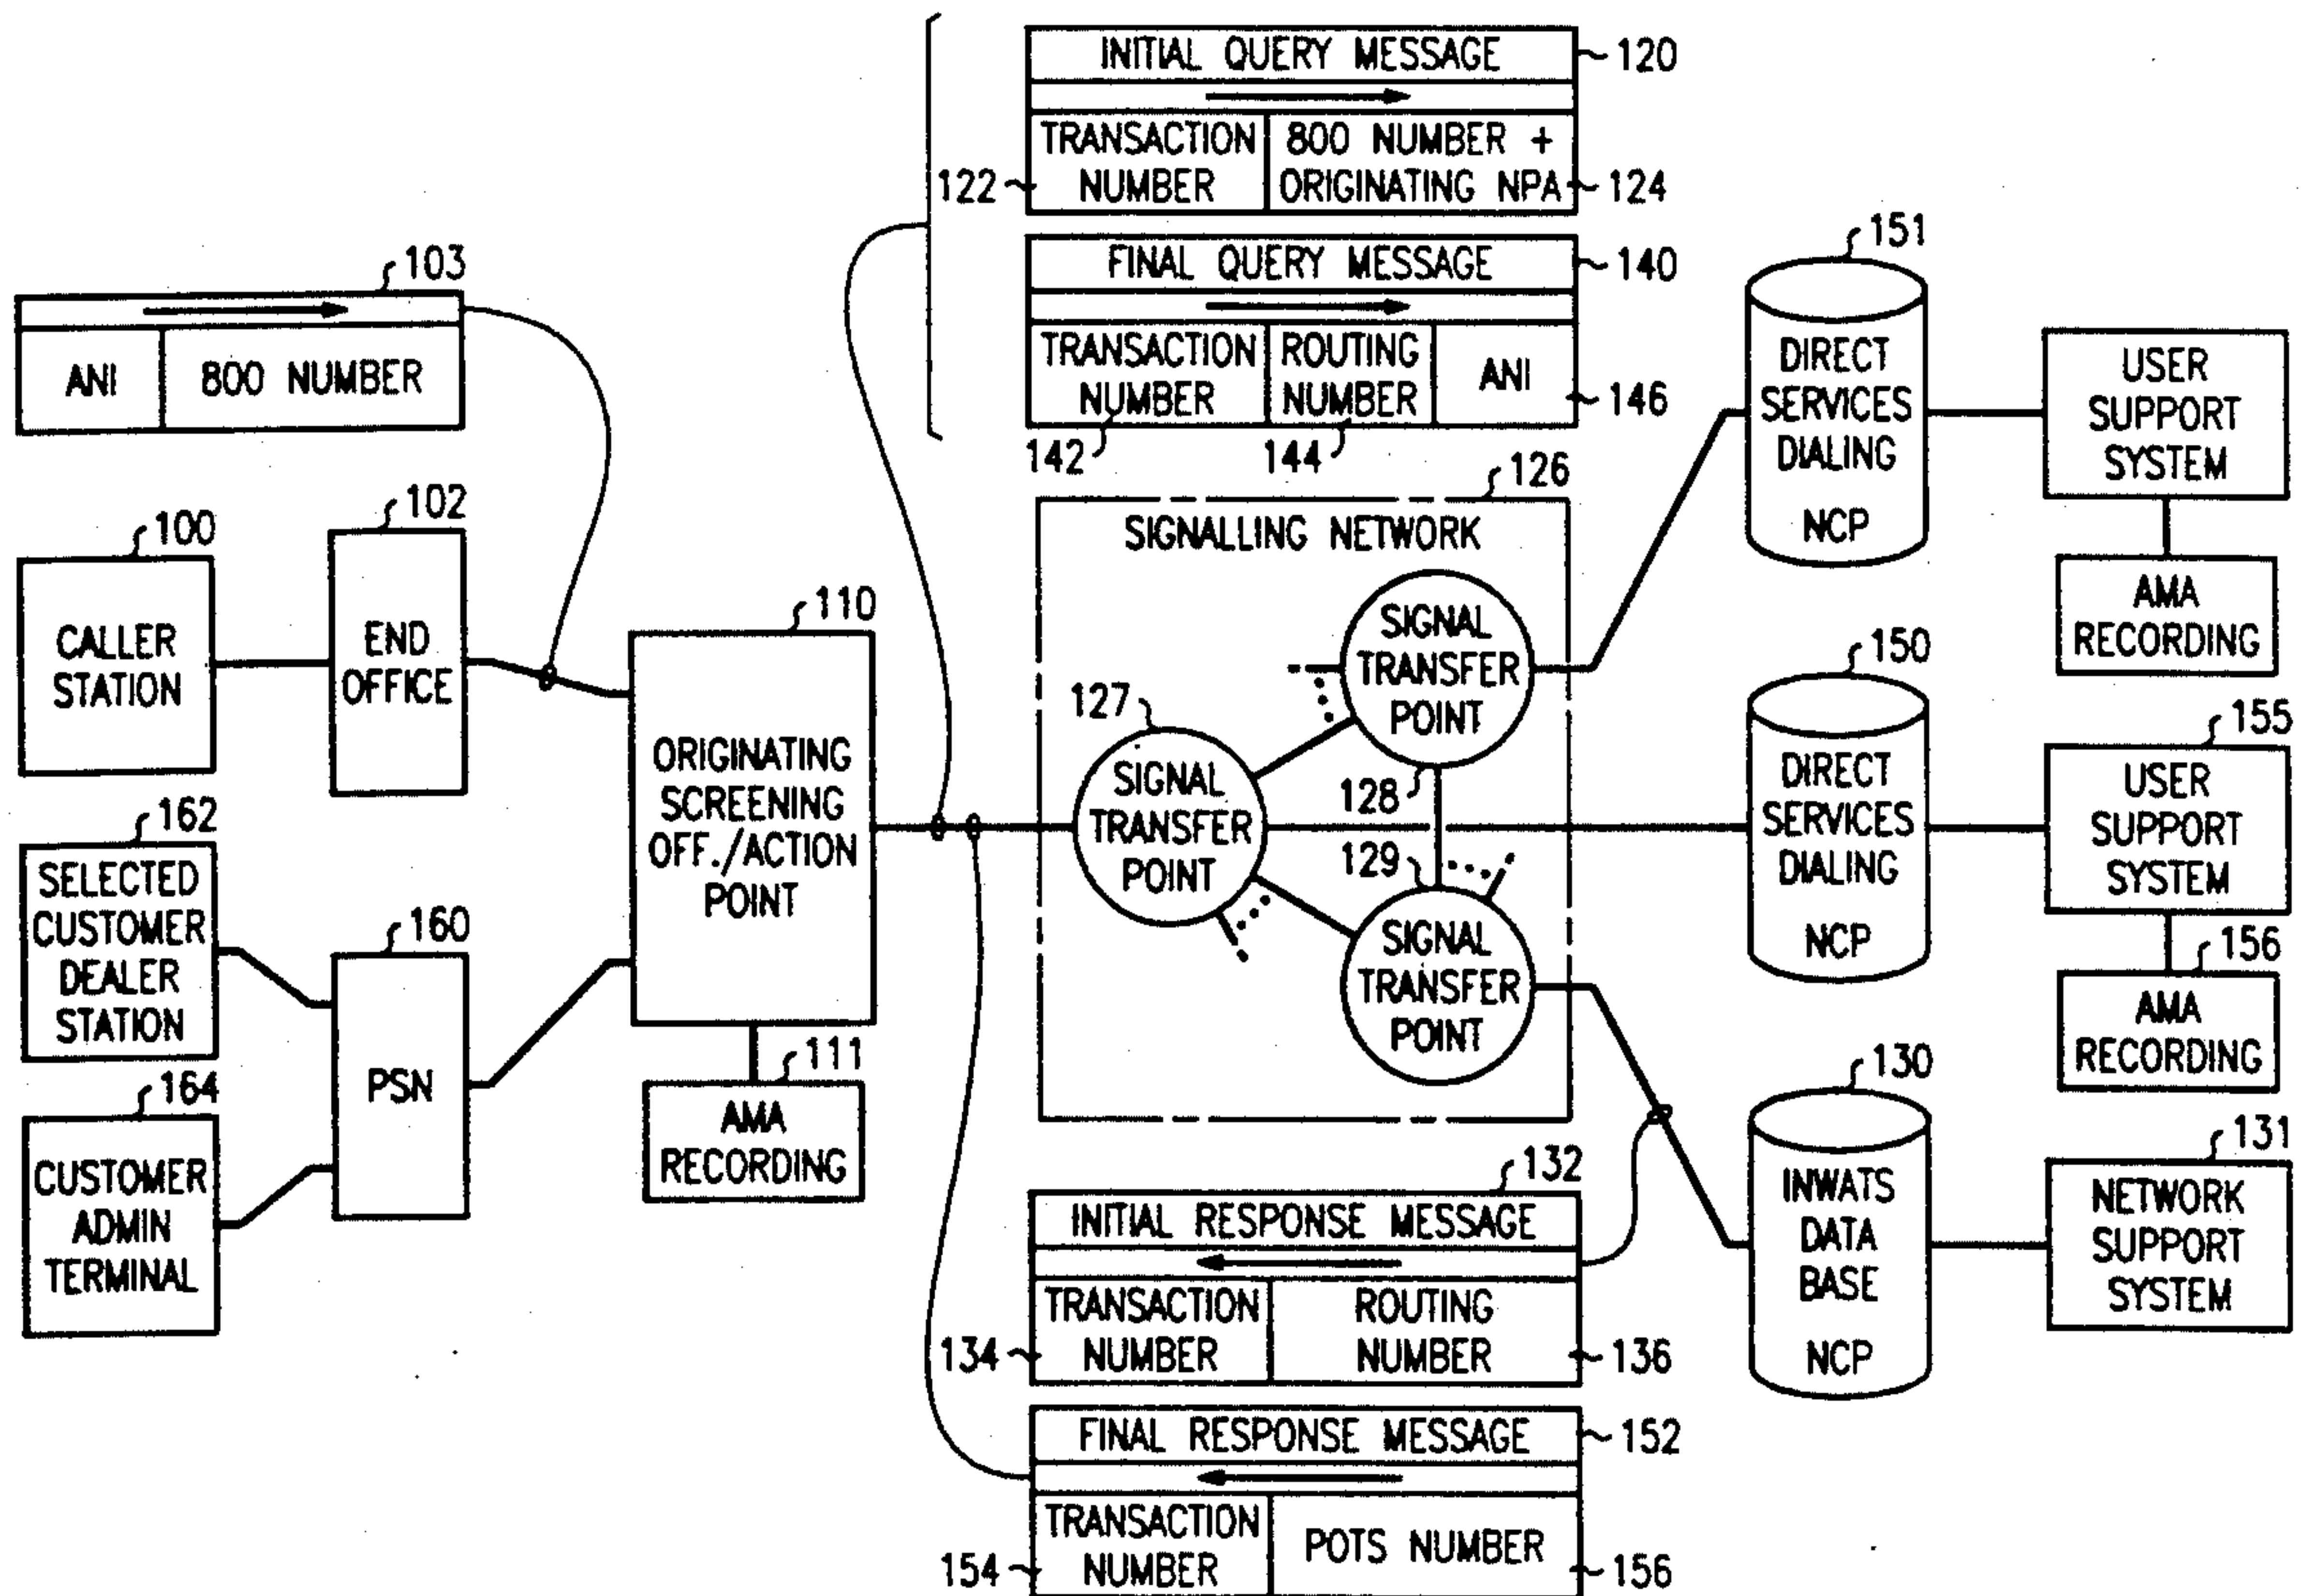 INITIAL QUERY MESSAGE
120
TRANSACTION
NUMBER
122
800 NUMBER +
ORIGINATING NPA
124
FINAL QUERY MESSAGE
140
TRANSACTION
NUMBER
142
ROUTING
NUMBER
144
ANI
146
103
ANI
800 NUMBER
100
CALLER
STATION
102
END
OFFICE
162
SELECTED
CUSTOMER
DEALER
STATION
164
CUSTOMER
ADMIN
TERMINAL
160
PSN
110
ORIGINATING
SCREENING
OFF./ACTION
POINT
111
AMA
RECORDING
126
SIGNALLING NETWORK
127
SIGNAL
TRANSFER
POINT
SIGNAL
TRANSFER
POINT
128
129
SIGNAL
TRANSFER
POINT
151
DIRECT
SERVICES
DIALING
NCP
USER
SUPPORT
SYSTEM
AMA
RECORDING
150
DIRECT
SERVICES
DIALING
NCP
155
USER
SUPPORT
SYSTEM
156
AMA
RECORDING
130
INWATS
DATA
BASE
NCP
131
NETWORK
SUPPORT
SYSTEM
132
INITIAL RESPONSE MESSAGE
TRANSACTION
NUMBER
134
ROUTING
NUMBER
136
FINAL RESPONSE MESSAGE
152
TRANSACTION
NUMBER
154
POTS NUMBER
156